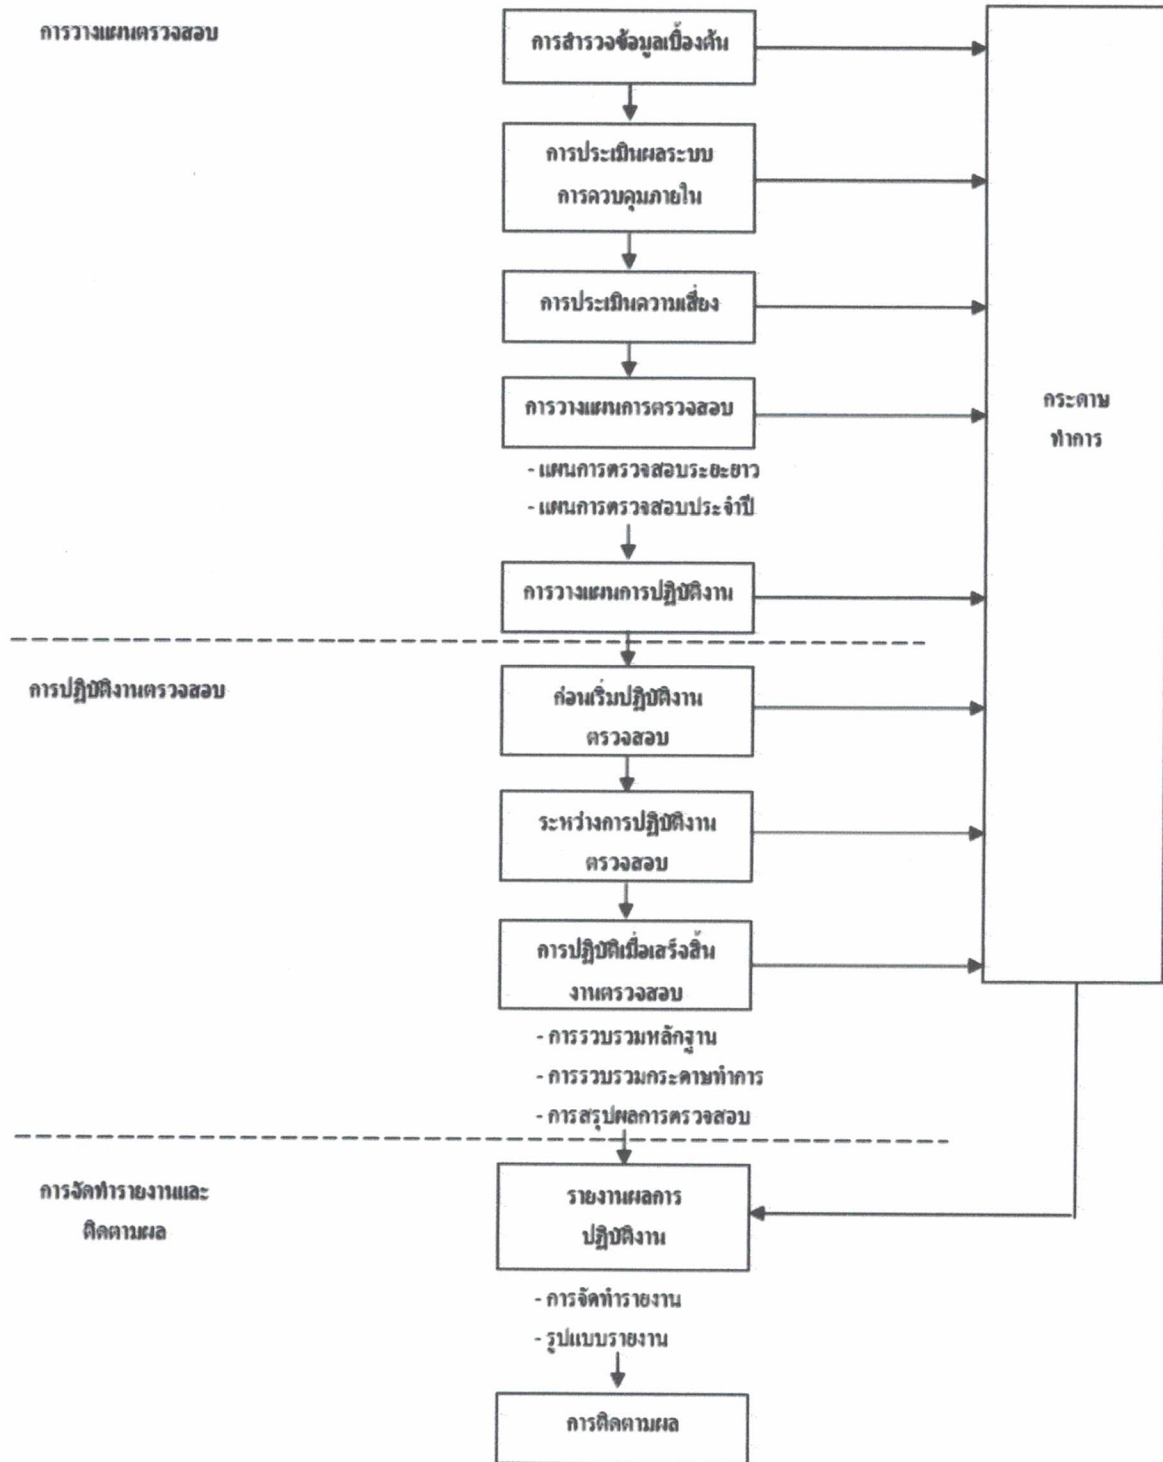 การวางแผนตรวจสอบ
การสำรวจข้อมูลเบื้องต้น
การประเมินผลระบบ
การควบคุมภายใน
การประเมินความเสี่ยง
การวางแผนการตรวจสอบ
- แผนการตรวจสอบระยะยาว
- แผนการตรวจสอบประจำปี
การวางแผนการปฏิบัติงาน
กระดาษ
ทำการ
การปฏิบัติงานตรวจสอบ
ก่อนเริ่มปฏิบัติงาน
ตรวจสอบ
ระหว่างการปฏิบัติงาน
ตรวจสอบ
การปฏิบัติเมื่อเสร็จสิ้น
งานตรวจสอบ
- การรวบรวมหลักฐาน
- การรวบรวมกระดาษทำการ
- การสรุปผลการตรวจสอบ
การจัดทำรายงานและ
ติดตามผล
รายงานผลการ
ปฏิบัติงาน
- การจัดทำรายงาน
- รูปแบบรายงาน
การติดตามผล